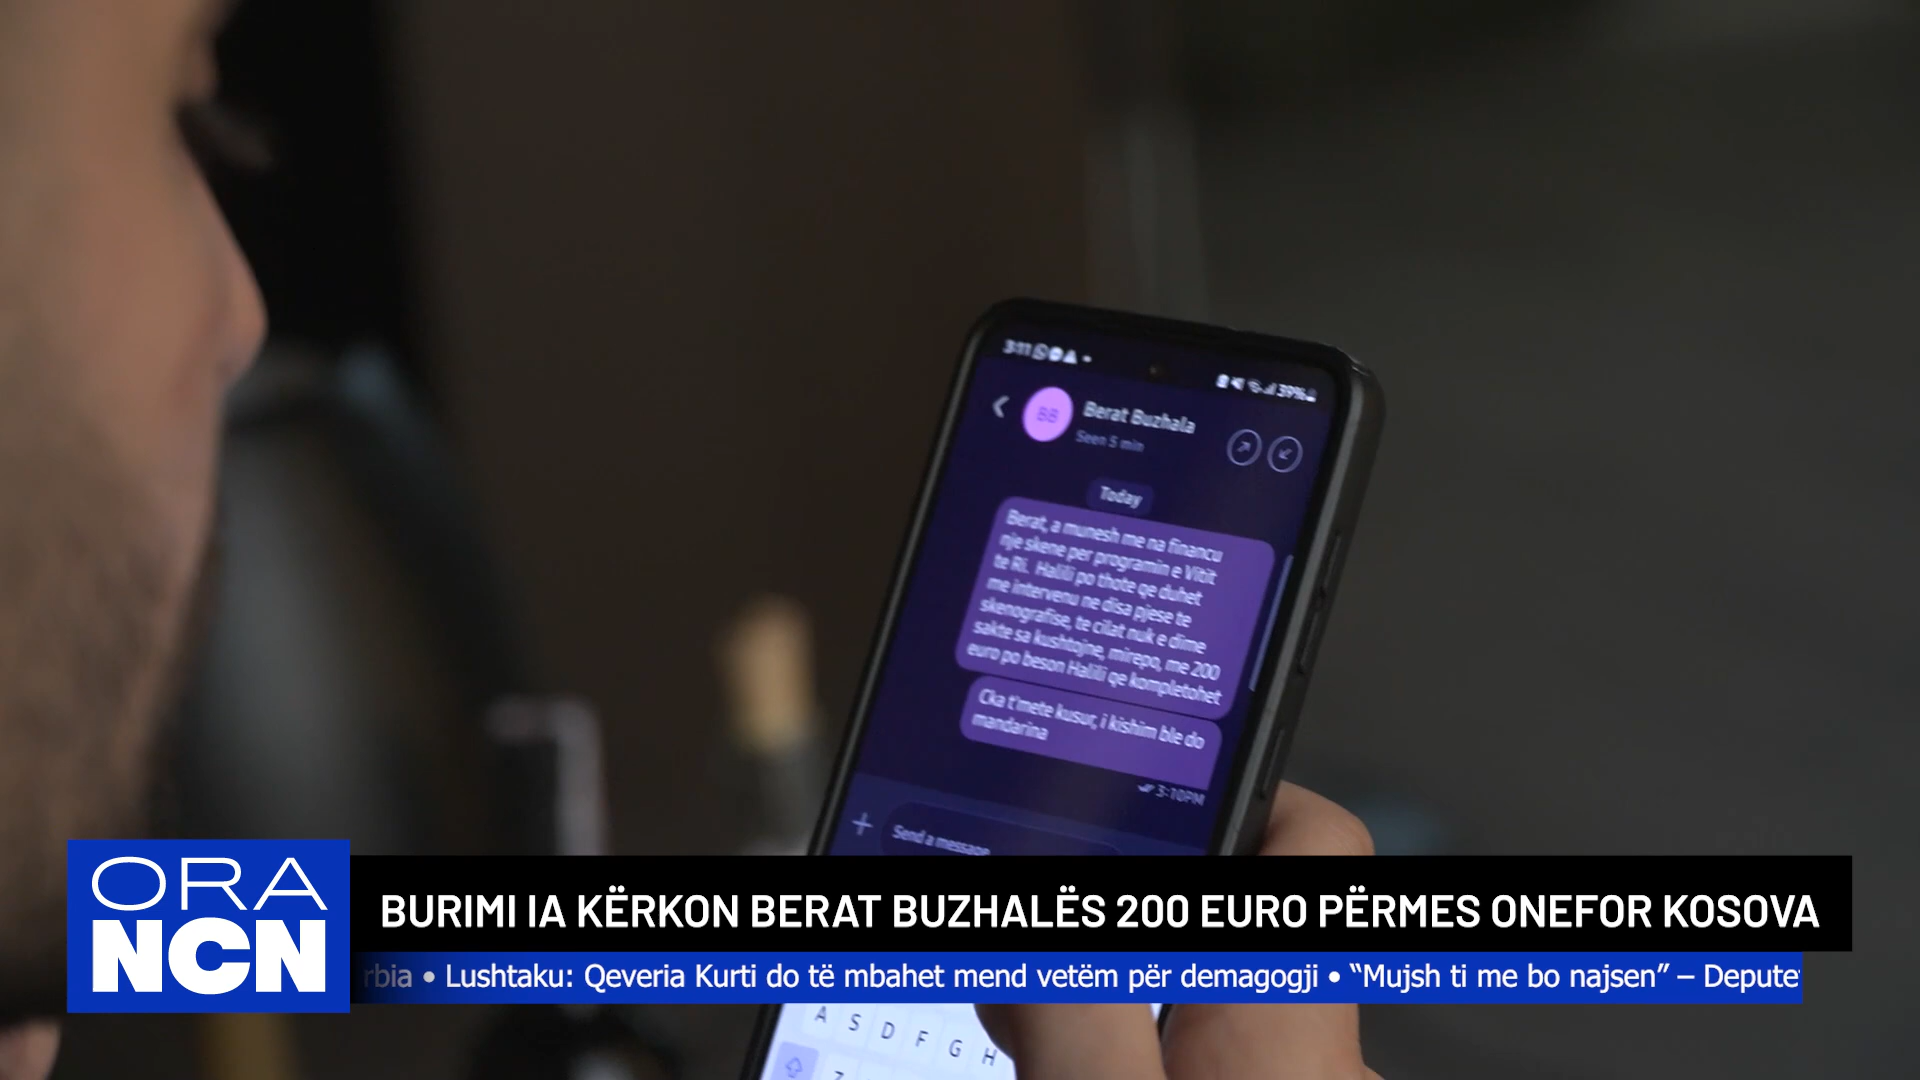 3:11
39%
BB
Berat Buzhala
Seen 5 min
Today
Berat, a munesh me na financu
nje skene per programin e Vitit
te Ri. Halili po thote qe duhet
me intervenu ne disa pjese te
skenografise, te cilat nuk e dime
sakte sa kushtojne, mirepo, me 200
euro po beson Halili qe kompletohet
Cka t'mete kusur, i kishim ble do
mandarina
3:10PM
Send a message
ORA
NCN
BURIMI IA KËRKON BERAT BUZHALËS 200 EURO PËRMES ONEFOR KOSOVA
rbia • Lushtaku: Qeveria Kurti do të mbahet mend vetëm për demagogji • “Mujsh ti me bo najsen” – Depute
A S D F G H
Z